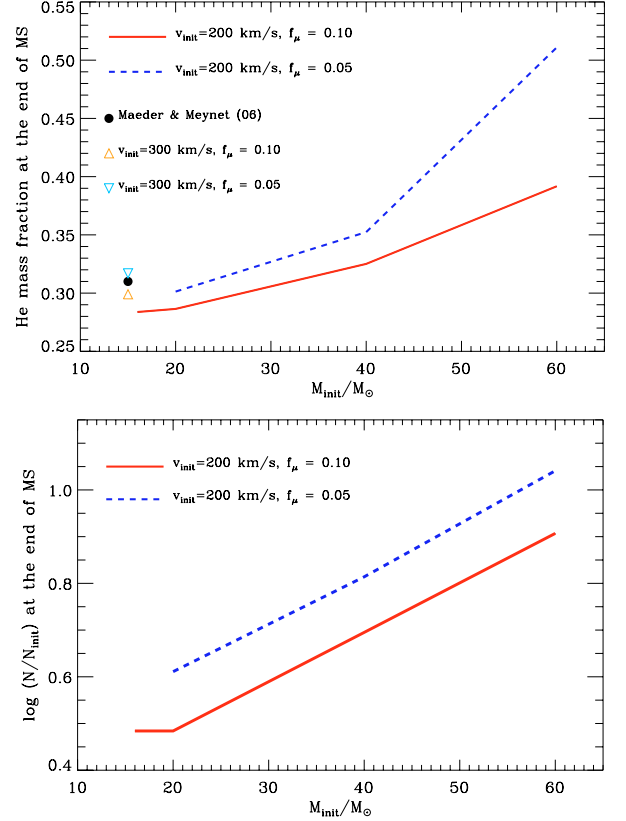 He mass fraction at the end of MS
0.55
0.50
0.45
0.40
0.35
0.30
0.25
v_init=200 km/s, f_μ = 0.10
v_init=200 km/s, f_μ = 0.05
Maeder & Meynet (06)
v_init=300 km/s, f_μ = 0.10
v_init=300 km/s, f_μ = 0.05
10 20 30 40 50 60
M_init/M_⊙
log (N/N_init) at the end of MS
1.0
0.8
0.6
0.4
v_init=200 km/s, f_μ = 0.10
v_init=200 km/s, f_μ = 0.05
10 20 30 40 50 60
M_init/M_⊙